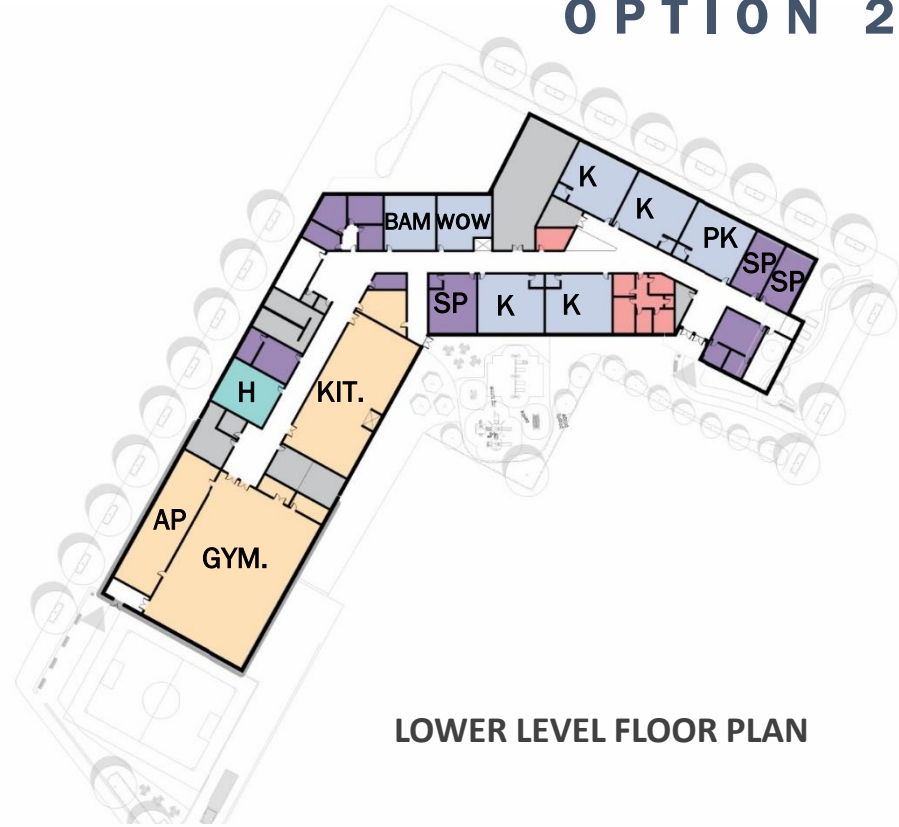 OPTION 2
K
K
PK
SP
SP
BAM
WOW
SP
K
K
H
KIT.
AP
GYM.
LOWER LEVEL FLOOR PLAN